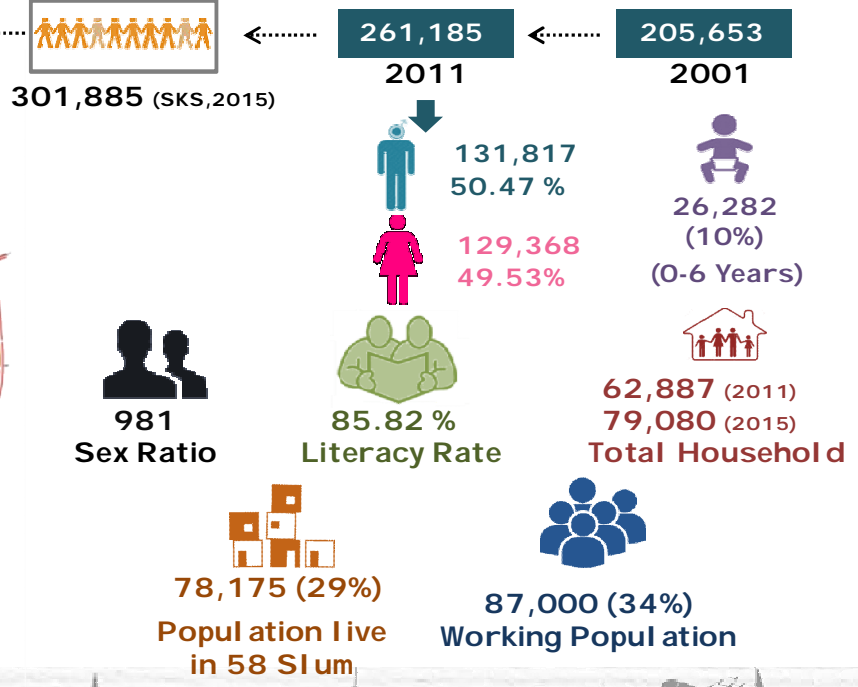 261,185
205,653
2011
2001
301,885 (SKS,2015)
131,817
50.47 %
129,368
49.53%
26,282
(10%)
(0-6 Years)
981
Sex Ratio
85.82 %
Literacy Rate
62,887 (2011)
79,080 (2015)
Total Household
78,175 (29%)
Population live
in 58 Slum
87,000 (34%)
Working Population